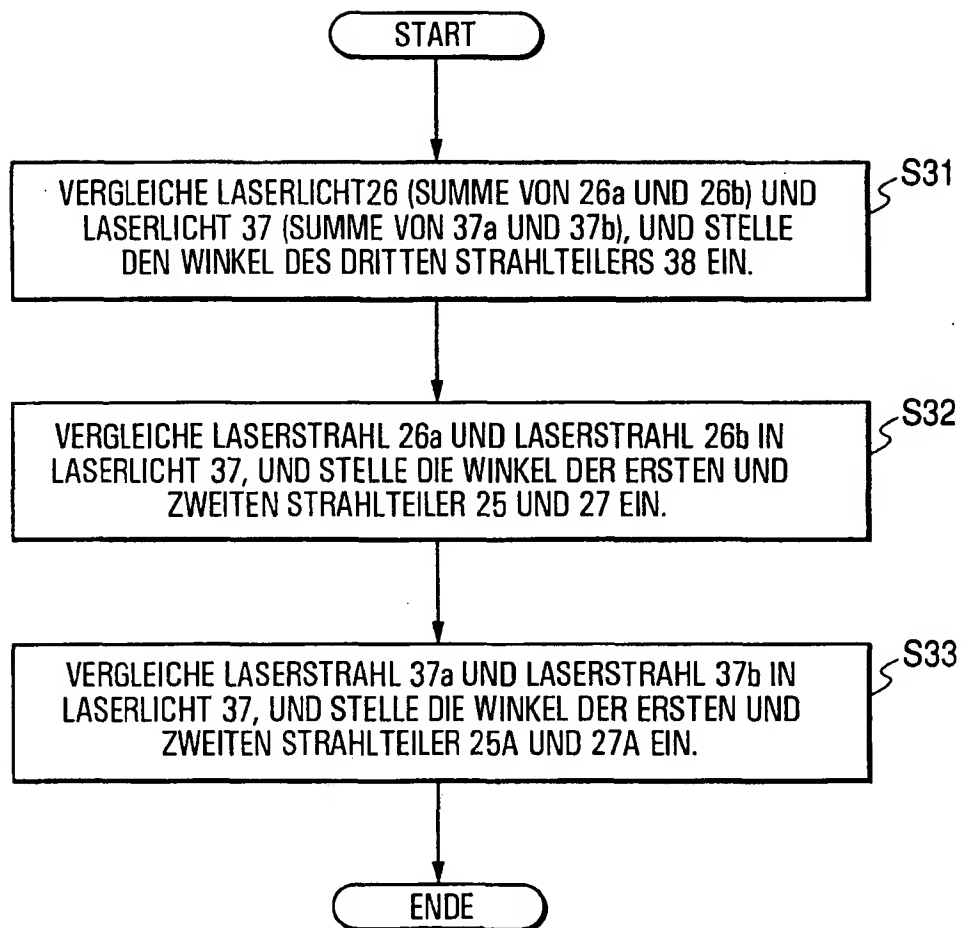 START
S31
VERGLEICHE LASERLICHT26 (SUMME VON 26a UND 26b) UND
LASERLICHT 37 (SUMME VON 37a UND 37b), UND STELLE
DEN WINKEL DES DRITTEN STRAHLTEILERS 38 EIN.
S32
VERGLEICHE LASERSTRAHL 26a UND LASERSTRAHL 26b IN
LASERLICHT 37, UND STELLE DIE WINKEL DER ERSTEN UND
ZWEITEN STRAHLTEILER 25 UND 27 EIN.
S33
VERGLEICHE LASERSTRAHL 37a UND LASERSTRAHL 37b IN
LASERLICHT 37, UND STELLE DIE WINKEL DER ERSTEN UND
ZWEITEN STRAHLTEILER 25A UND 27A EIN.
ENDE